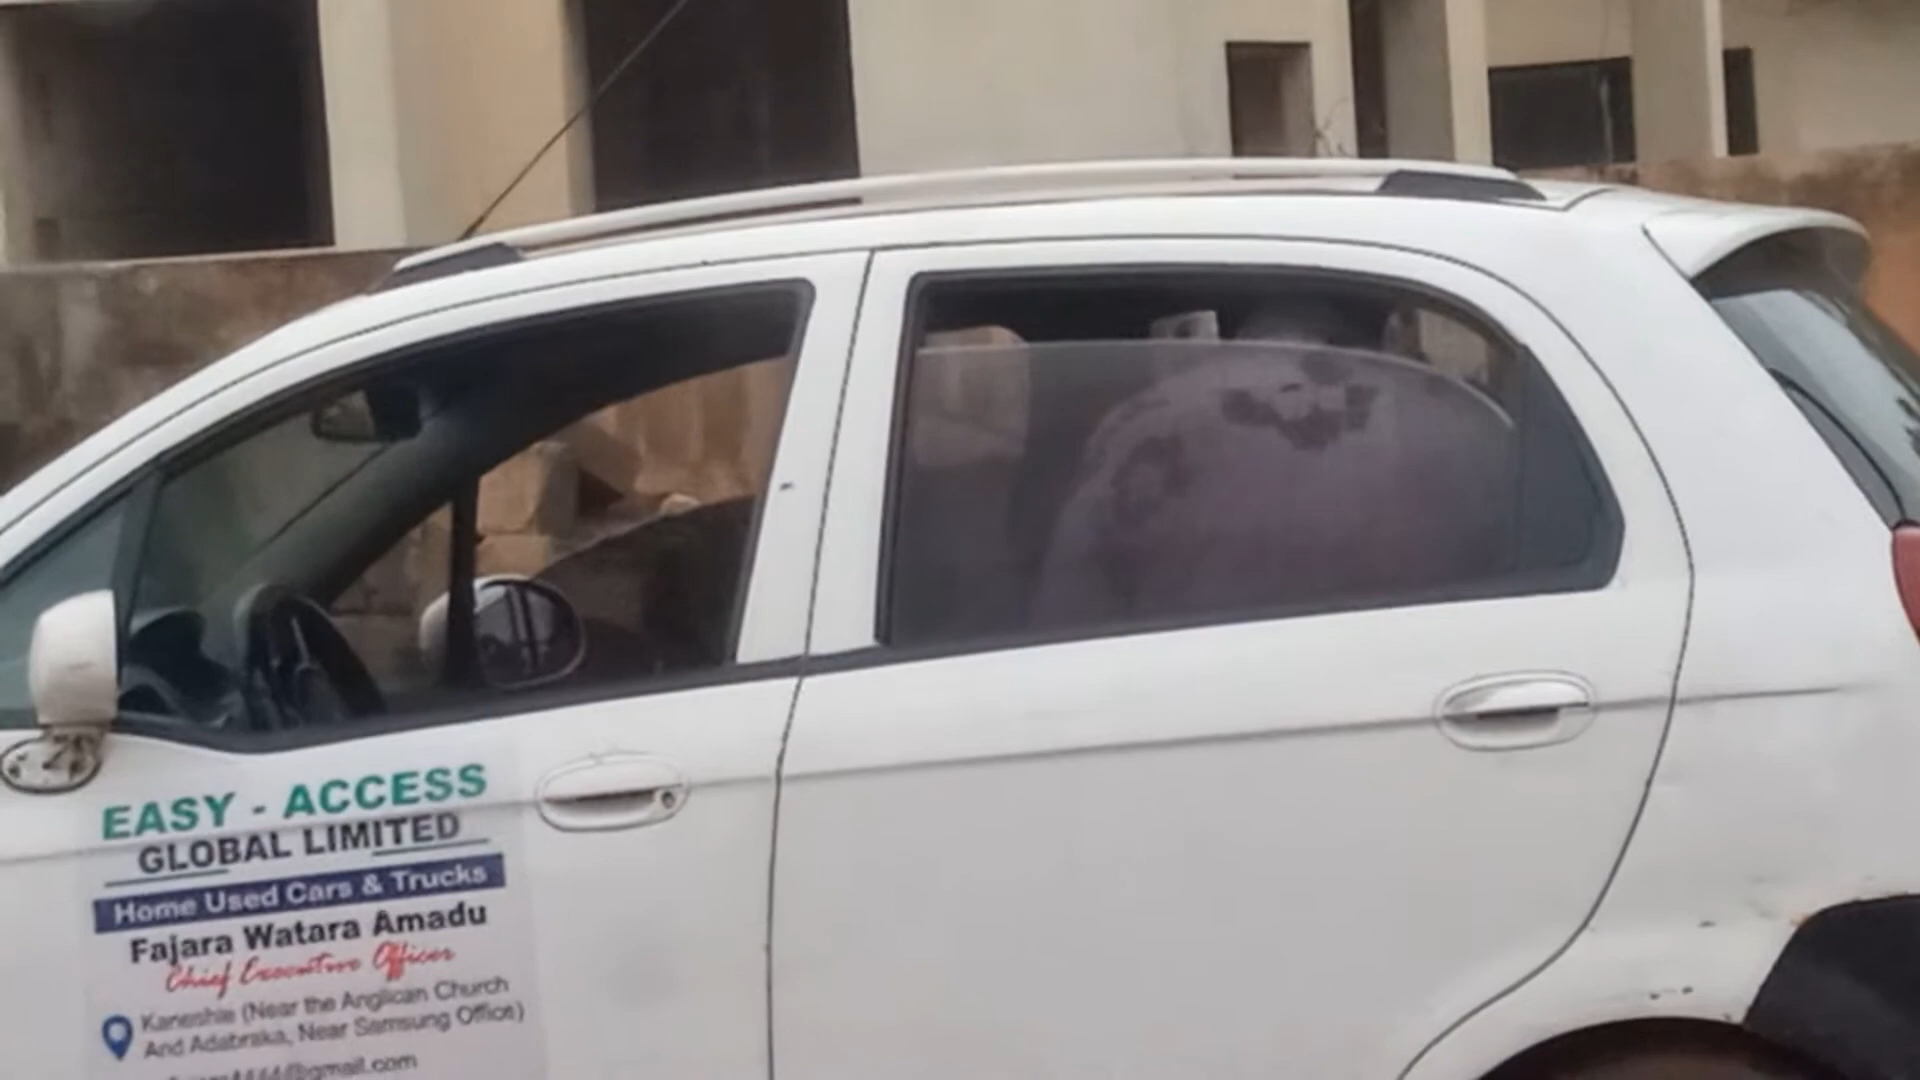 EASY - ACCESS
GLOBAL LIMITED
Home Used Cars & Trucks
Fajara Watara Amadu
Chief Executive Officer
Kaneshie (Near the Anglican Church
And Adabraka, Near Samsung Office)